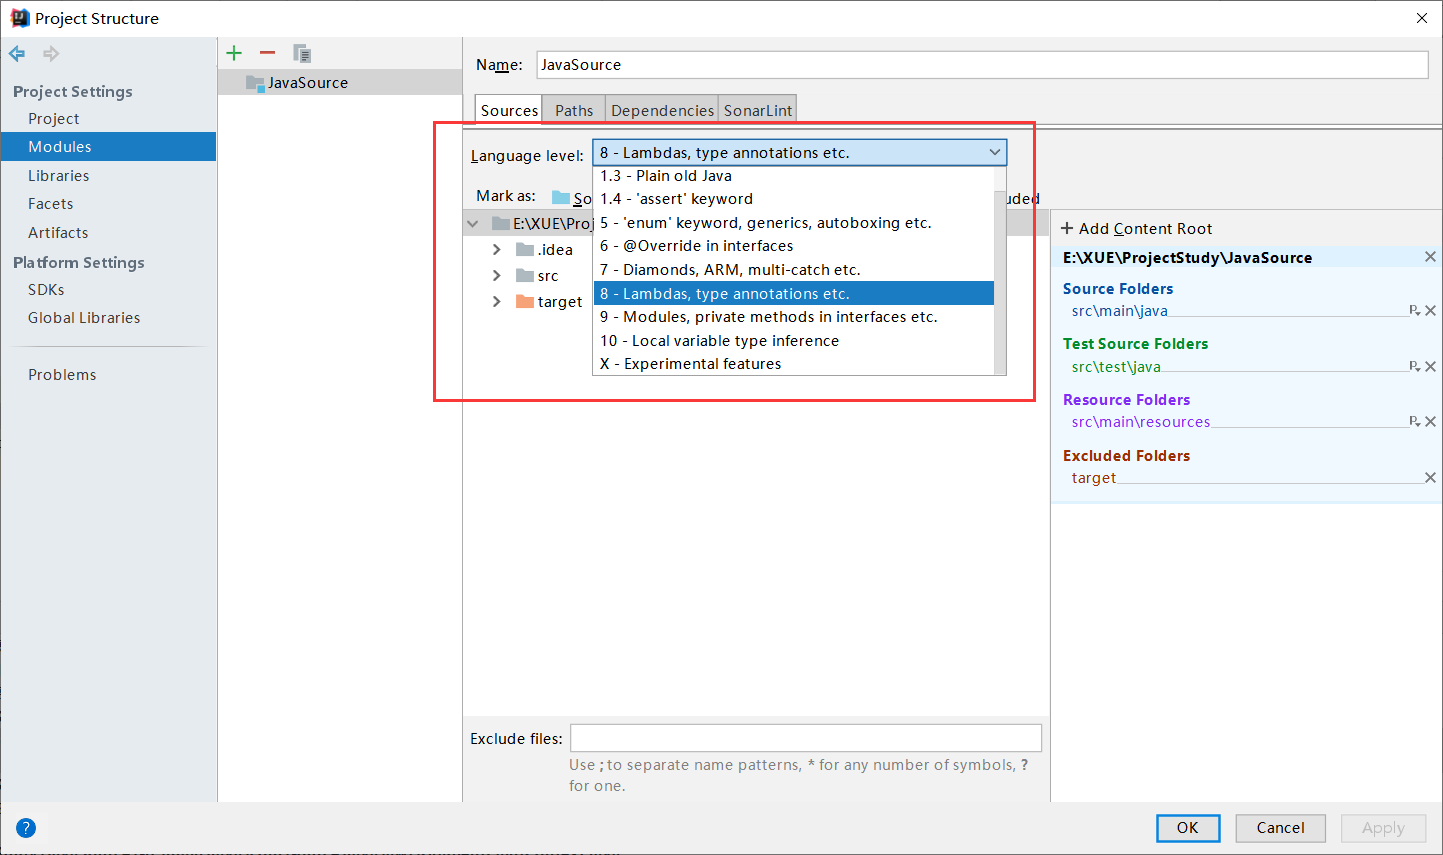 Project Structure
Project Settings
Project
Modules
Libraries
Facets
Artifacts
Platform Settings
SDKs
Global Libraries
Problems
JavaSource
Name: JavaSource
Sources Paths Dependencies SonarLint
Language level: 8 - Lambdas, type annotations etc.
1.3 - Plain old Java
1.4 - 'assert' keyword
5 - 'enum' keyword, generics, autoboxing etc.
6 - @Override in interfaces
7 - Diamonds, ARM, multi-catch etc.
8 - Lambdas, type annotations etc.
9 - Modules, private methods in interfaces etc.
10 - Local variable type inference
X - Experimental features
Mark as: So uded
E:\XUE\Proj
.idea
src
target
+ Add Content Root
E:\XUE\ProjectStudy\JavaSource
Source Folders
src\main\java
Test Source Folders
src\test\java
Resource Folders
src\main\resources
Excluded Folders
target
Exclude files:
Use ; to separate name patterns, * for any number of symbols, ?
for one.
? OK Cancel Apply